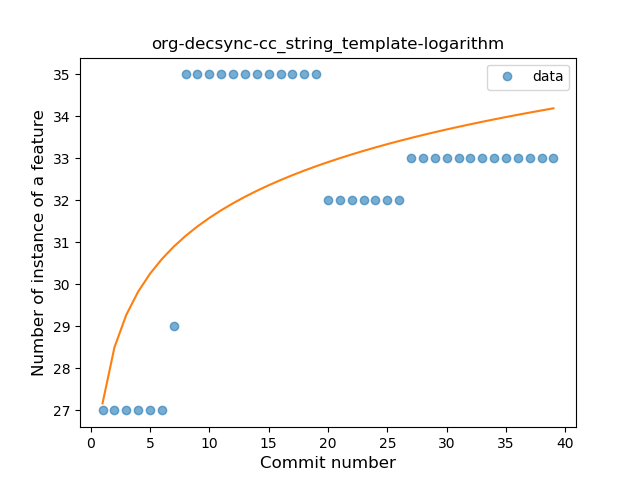 org-decsync-cc_string_template-logarithm
data
Number of instance of a feature
35
34
33
32
31
30
29
28
27
0 5 10 15 20 25 30 35 40
Commit number